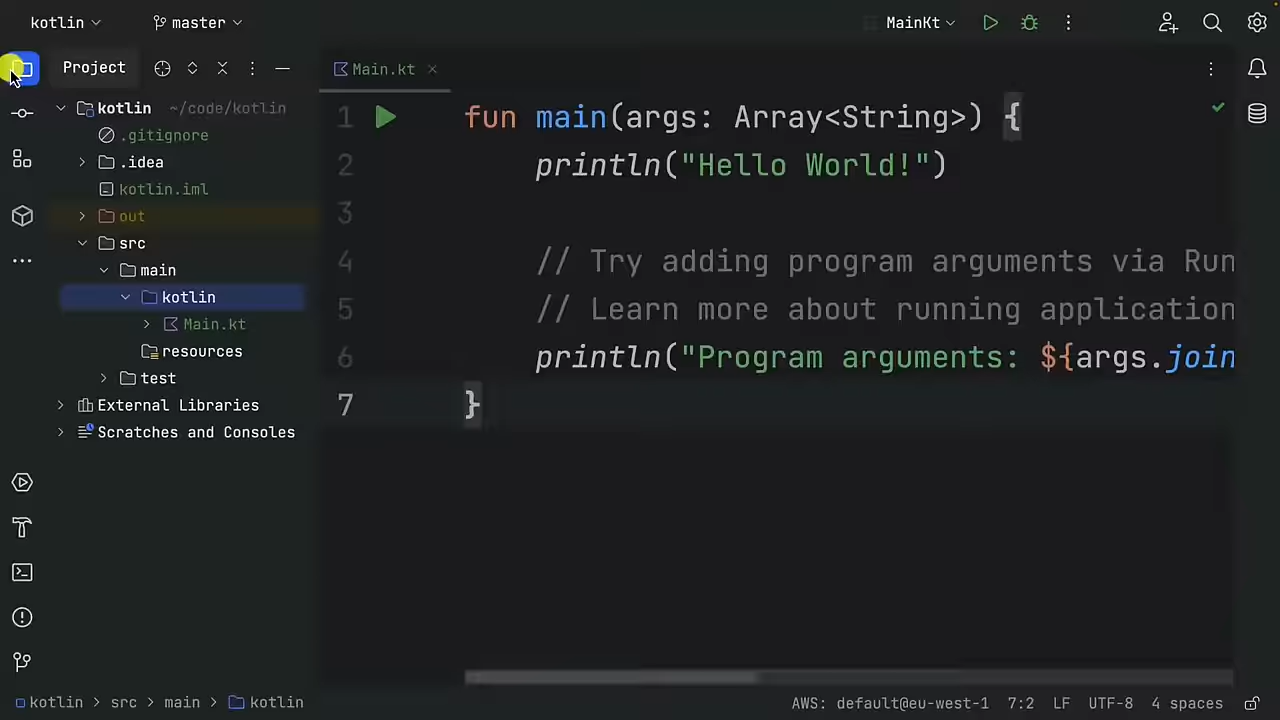 kotlin master MainKt
Project
Main.kt
kotlin ~/code/kotlin
.gitignore
.idea
kotlin.iml
out
src
main
kotlin
Main.kt
resources
test
External Libraries
Scratches and Consoles
1 fun main(args: Array<String>) {
2 println("Hello World!")
3
4 // Try adding program arguments via Run
5 // Learn more about running application
6 println("Program arguments: ${args.join
7 }
kotlin > src > main > kotlin AWS: default@eu-west-1 7:2 LF UTF-8 4 spaces